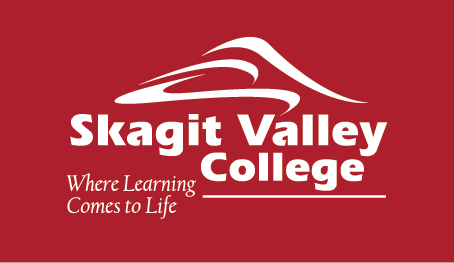 Skagit Valley
College
Where Learning
Comes to Life